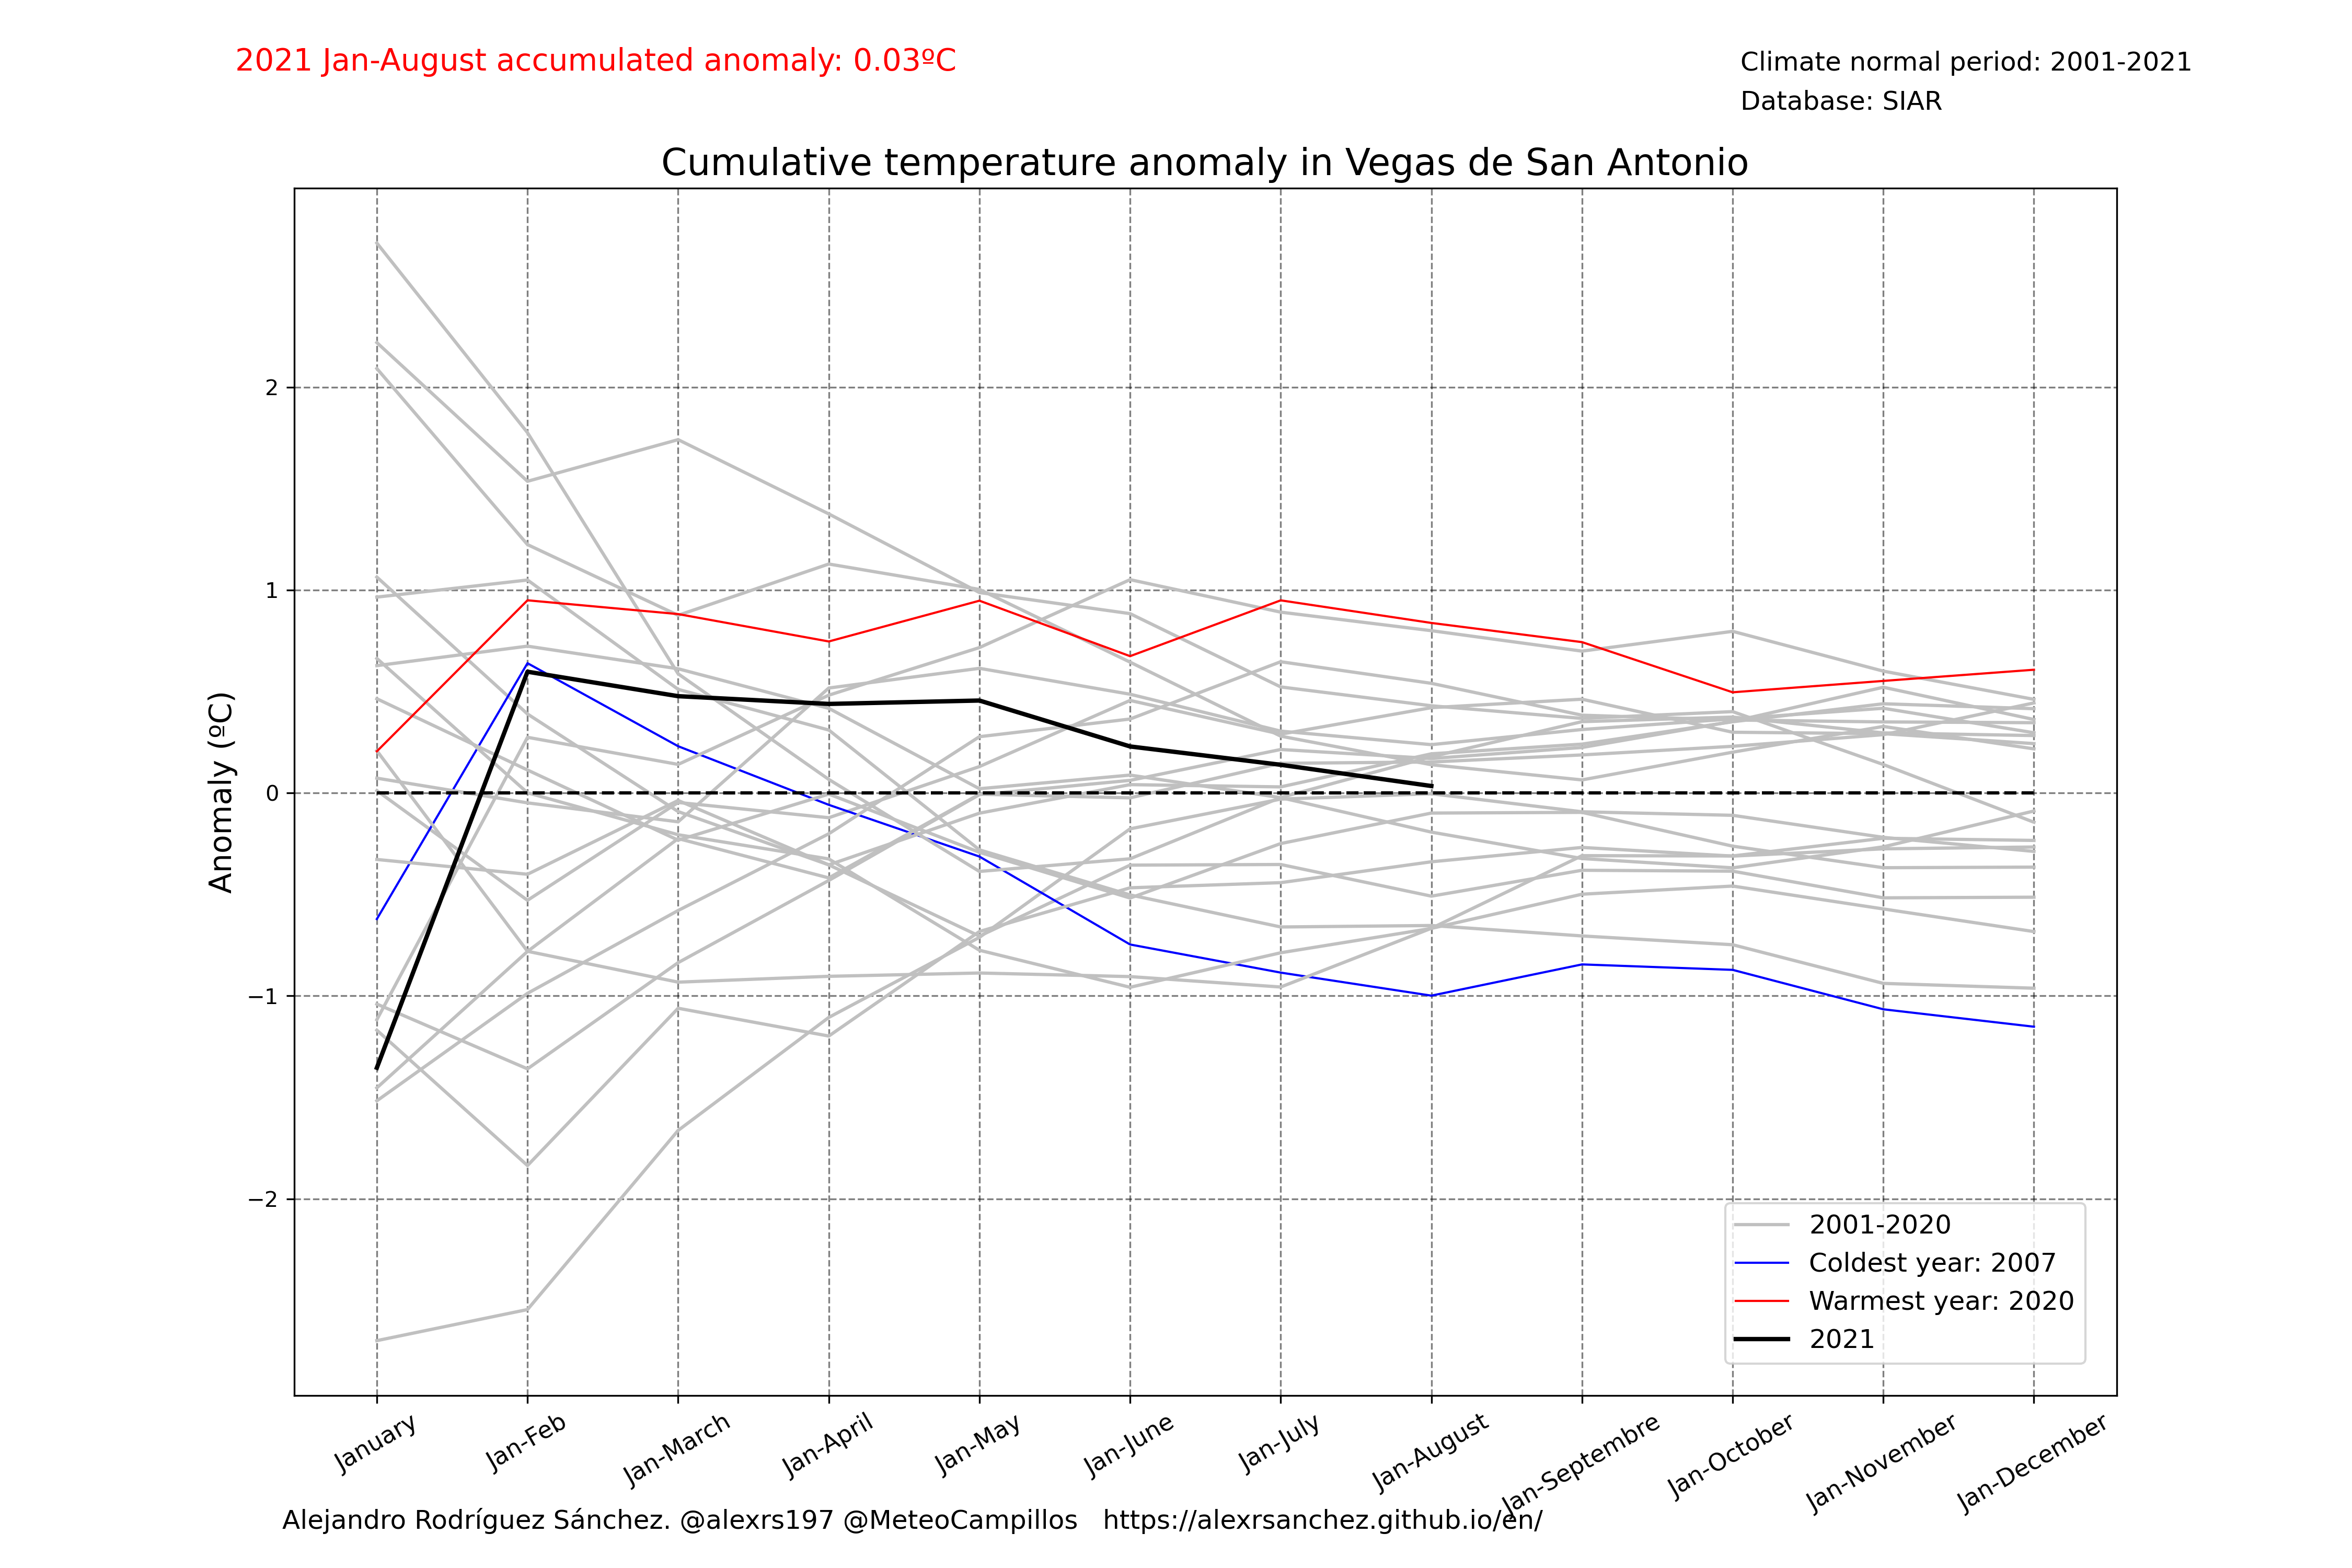 2021 Jan-August accumulated anomaly: 0.03ºC
Climate normal period: 2001-2021
Database: SIAR
Cumulative temperature anomaly in Vegas de San Antonio
Anomaly (ºC)
2
1
0
−1
−2
2001-2020
Coldest year: 2007
Warmest year: 2020
2021
January
Jan-Feb
Jan-March
Jan-April
Jan-May
Jan-June
Jan-July
Jan-August
Jan-Septembre
Jan-October
Jan-November
Jan-December
Alejandro Rodríguez Sánchez. @alexrs197 @MeteoCampillos   https://alexrsanchez.github.io/en/